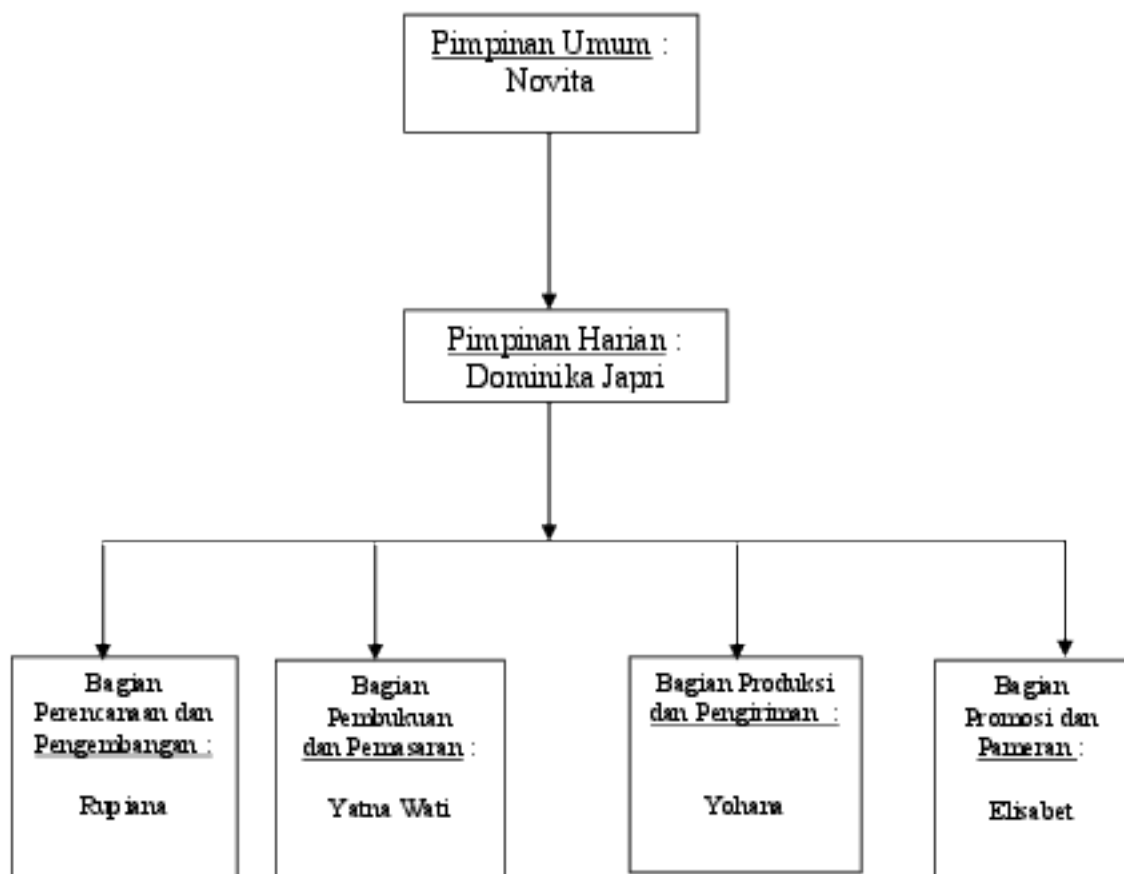 Pimpinan Umum :
Novita
Pimpinan Harian :
Dominika Japri
Bagian
Perencanaan dan
Pengembangan :
Rupiana
Bagian
Pembukuan
dan Pemasaran :
Yatna Wati
Bagian Produksi
dan Pengiriman :
Yohana
Bagian
Promosi dan
Pameran :
Elisabet